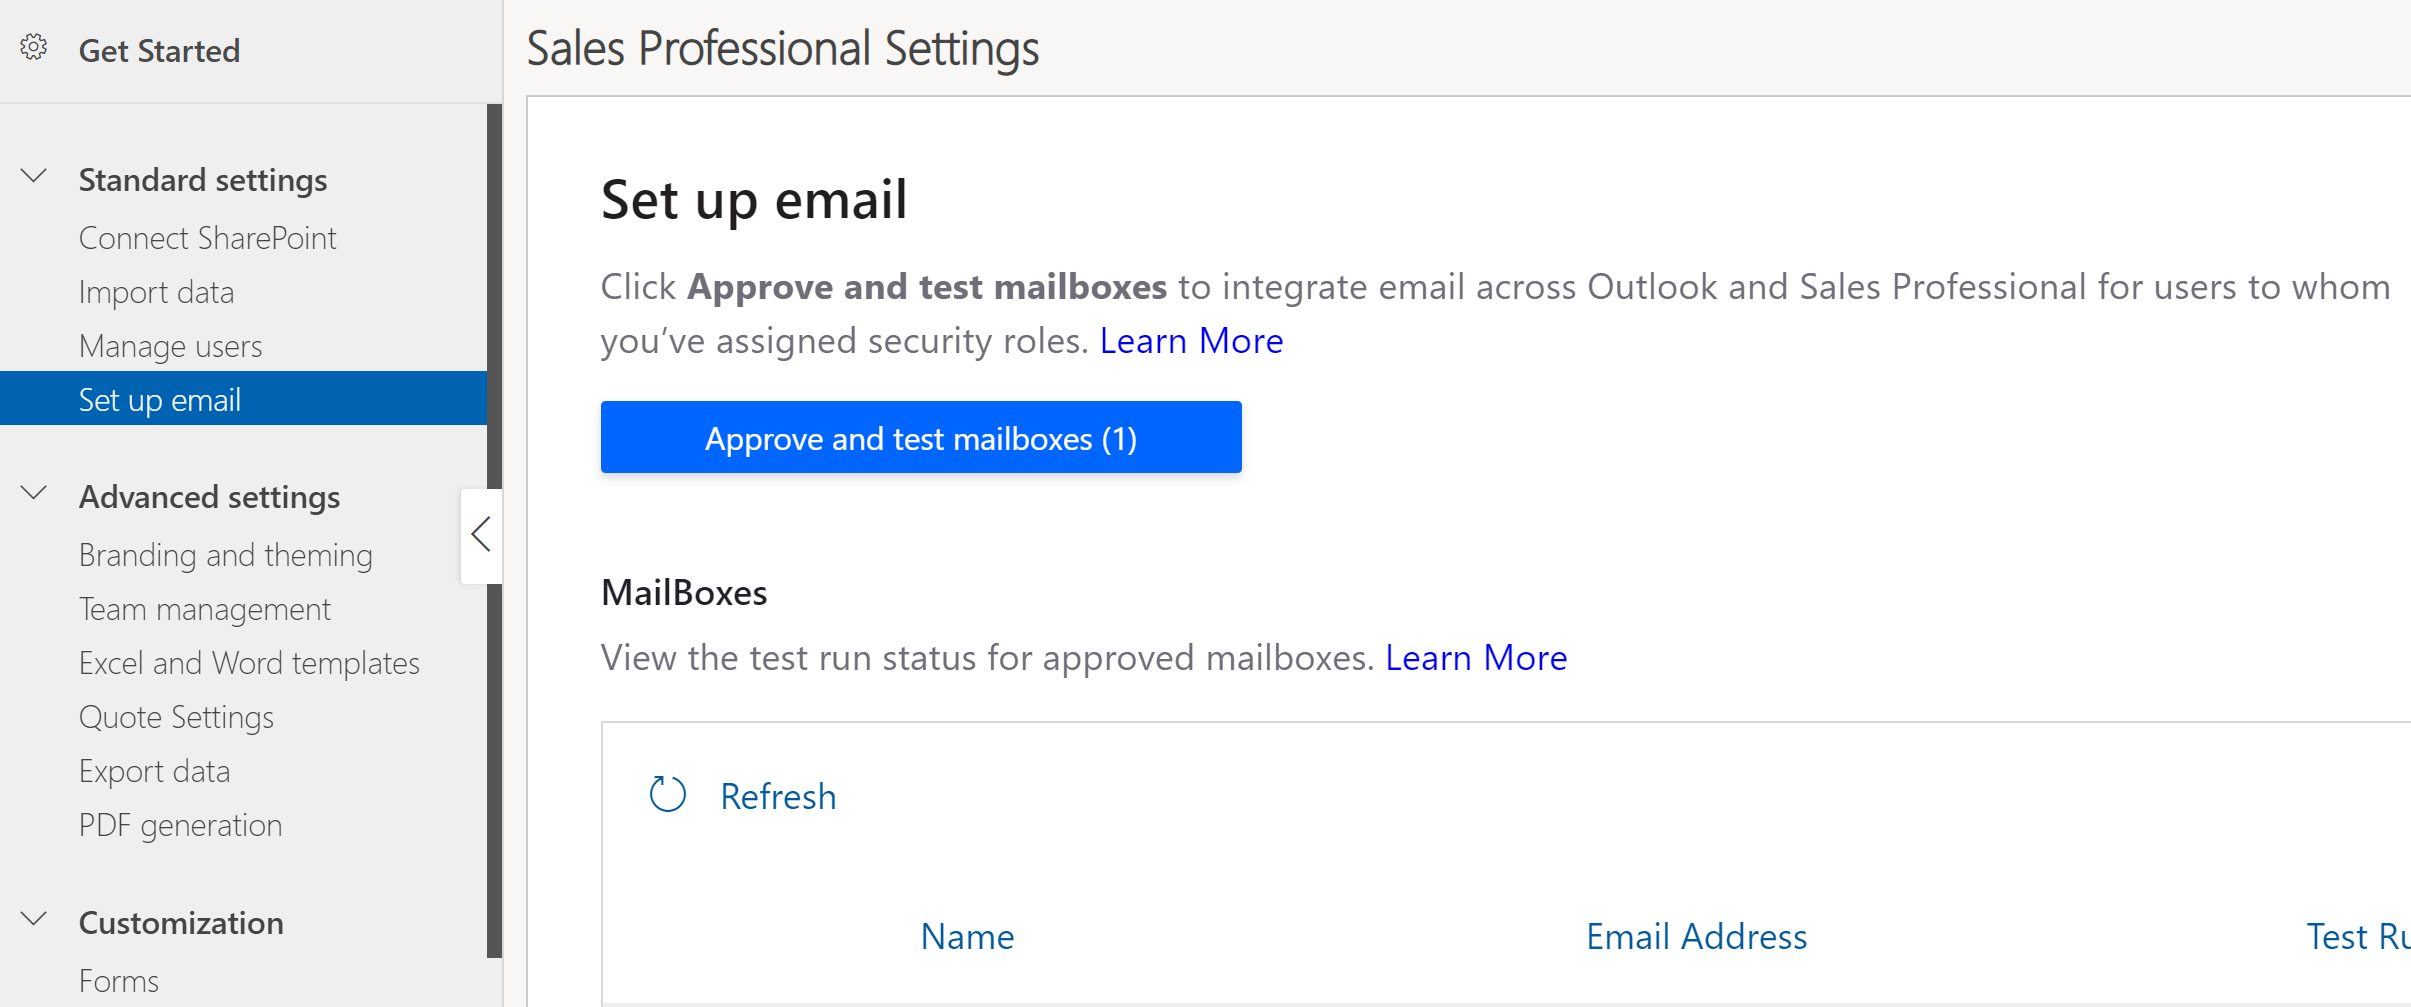 Get Started
Standard settings
Connect SharePoint
Import data
Manage users
Set up email
Advanced settings
Branding and theming
Team management
Excel and Word templates
Quote Settings
Export data
PDF generation
Customization
Forms
Sales Professional Settings
Set up email
Click Approve and test mailboxes to integrate email across Outlook and Sales Professional for users to whom
you’ve assigned security roles. Learn More
Approve and test mailboxes (1)
MailBoxes
View the test run status for approved mailboxes. Learn More
Refresh
Name Email Address Test